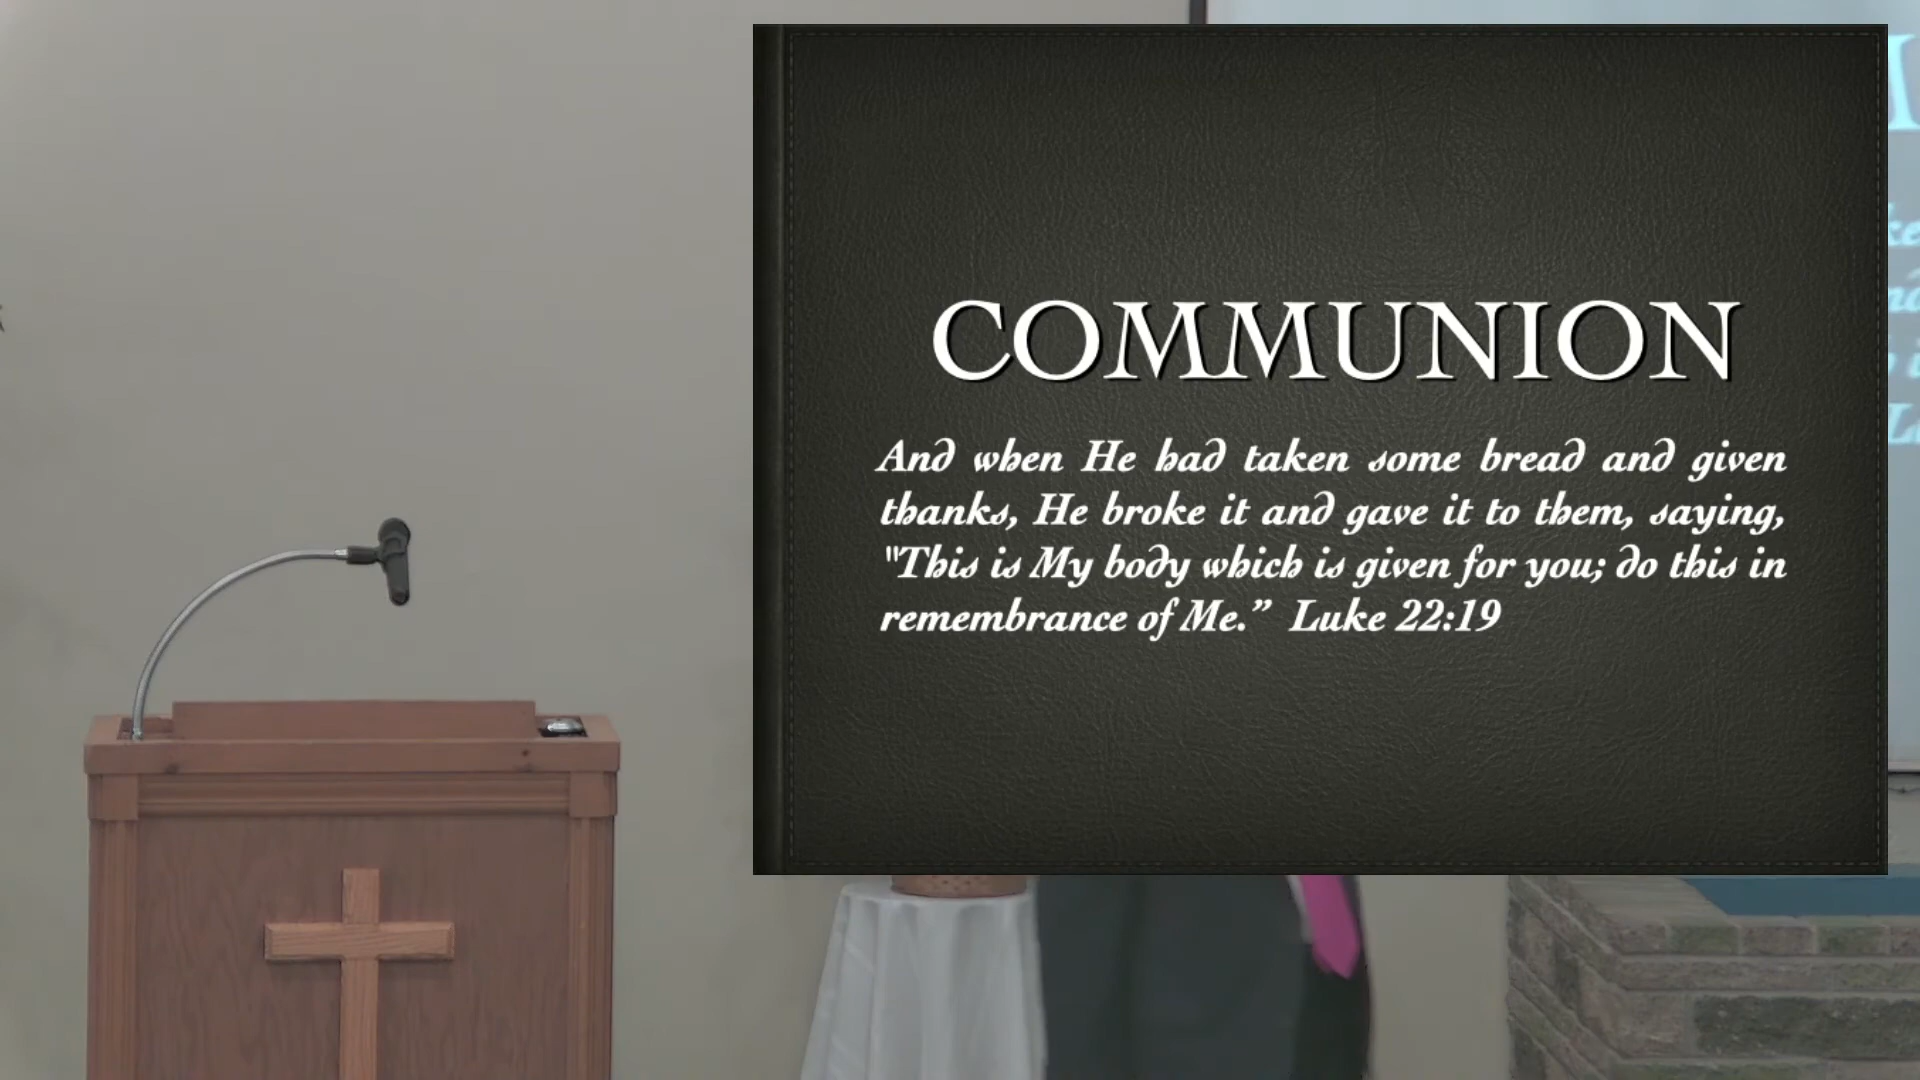 COMMUNION
And when He had taken some bread and given
thanks, He broke it and gave it to them, saying,
"This is My body which is given for you; do this in
remembrance of Me.” Luke 22:19